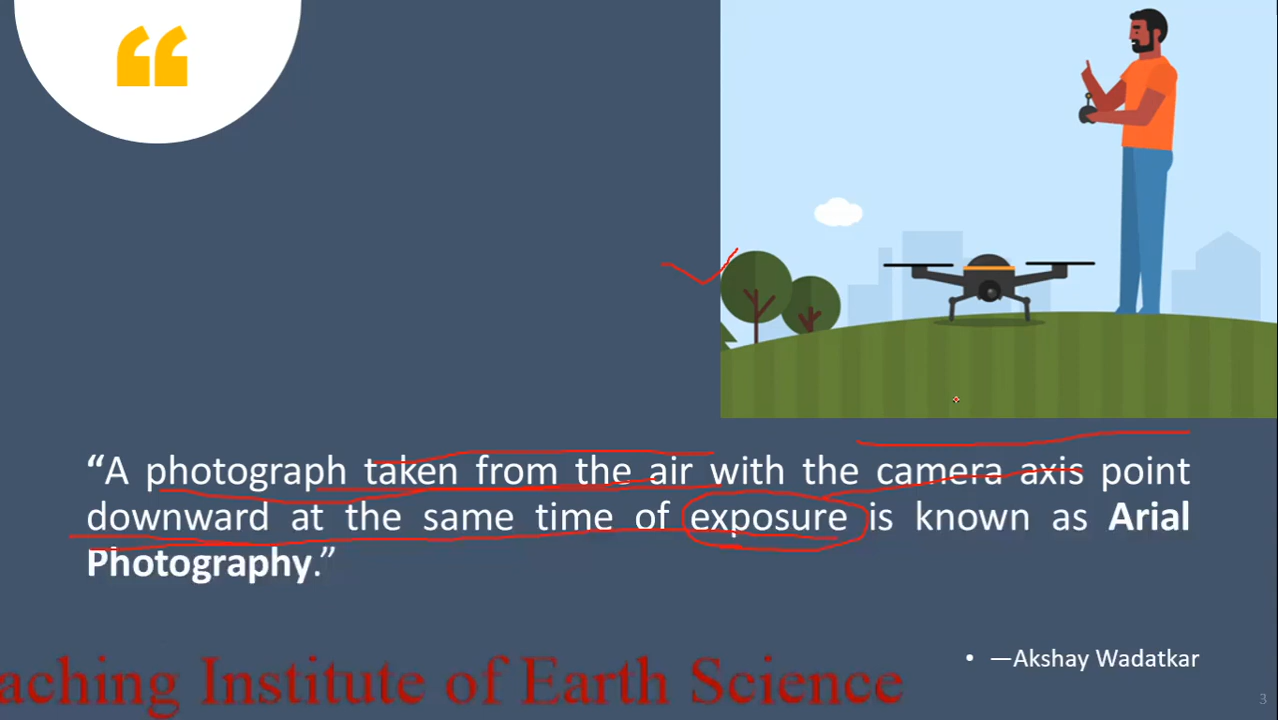 “A photograph taken from the air with the camera axis point
downward at the same time of exposure is known as Arial
Photography.”
• —Akshay Wadatkar
aching Institute of Earth Science
3